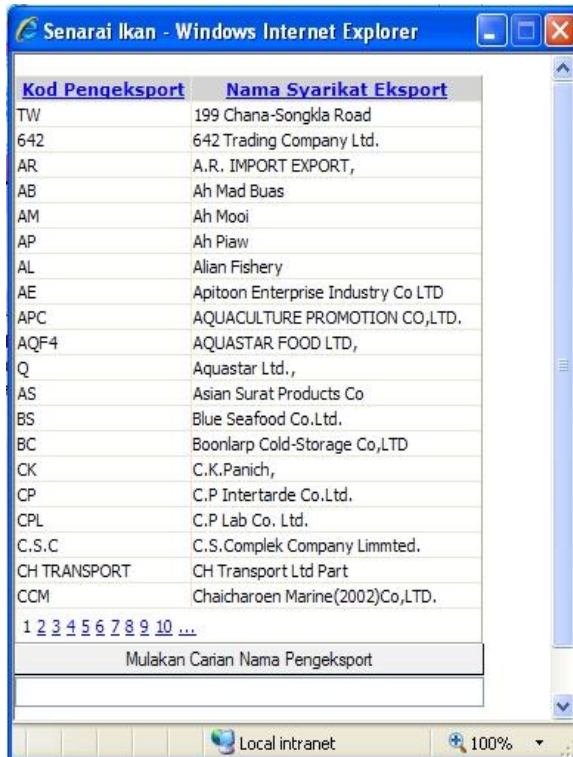 Senarai Ikan - Windows Internet Explorer
Kod Pengeksport Nama Syarikat Eksport
TW 199 Chana-Songkla Road
642 642 Trading Company Ltd.
AR A.R. IMPORT EXPORT,
AB Ah Mad Buas
AM Ah Mooi
AP Ah Piaw
AL Alian Fishery
AE Apitoon Enterprise Industry Co LTD
APC AQUACULTURE PROMOTION CO,LTD.
AQF4 AQUASTAR FOOD LTD,
Q Aquastar Ltd.,
AS Asian Surat Products Co
BS Blue Seafood Co.Ltd.
BC Boonlarp Cold-Storage Co,LTD
CK C.K.Panich,
CP C.P Intertarde Co.Ltd.
CPL C.P Lab Co. Ltd.
C.S.C C.S.Complek Company Limmted.
CH TRANSPORT CH Transport Ltd Part
CCM Chaicharoen Marine(2002)Co,LTD.
1 2 3 4 5 6 7 8 9 10 ...
Mulakan Carian Nama Pengeksport
Local intranet 100%